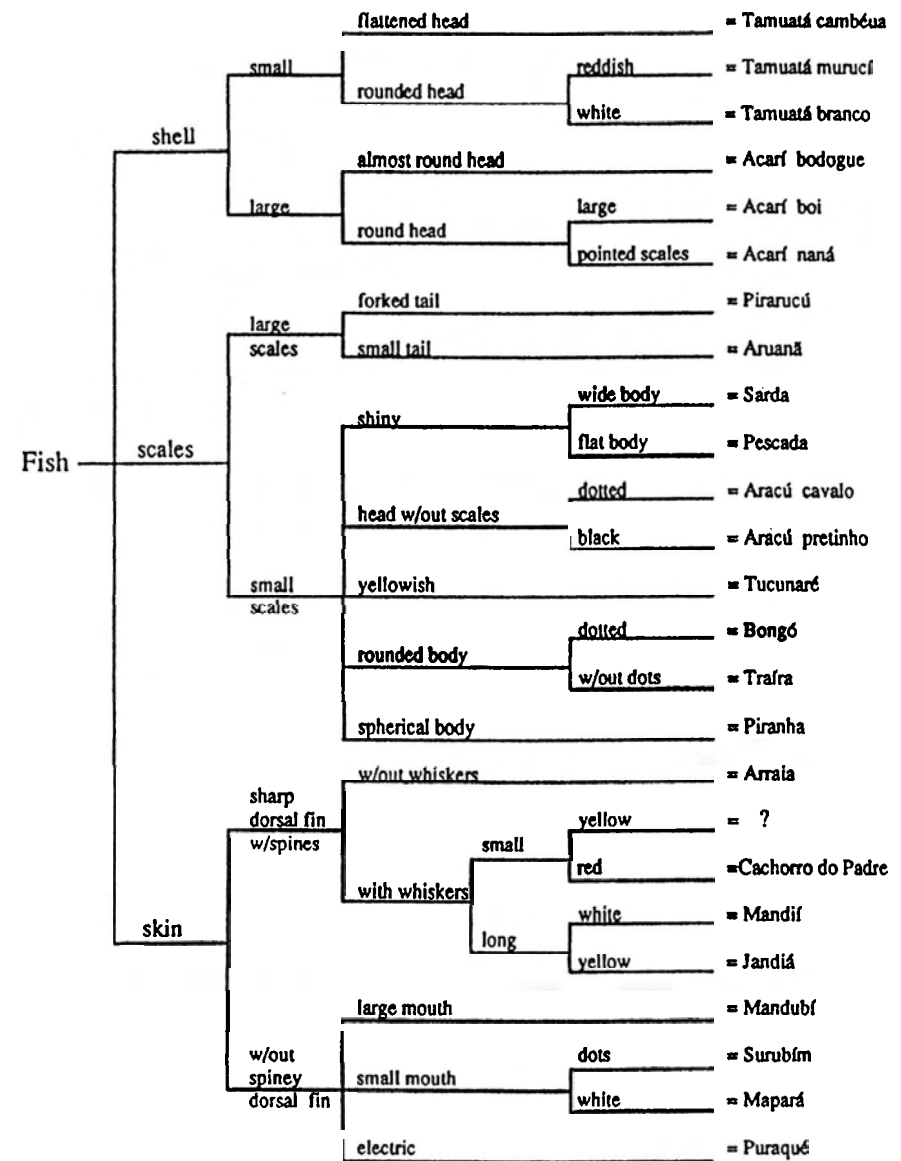 flattened head = Tamuatá cambéua
small reddish = Tamuatá murucí
rounded head
white = Tamuatá branco
shell
almost round head = Acarí bodogue
large large = Acarí boi
round head
pointed scales = Acarí naná
forked tail = Pirarucú
large
scales small tail = Aruanã
wide body = Sarda
shiny
flat body = Pescada
Fish scales
dotted = Aracú cavalo
head w/out scales
black = Aracú pretinho
small yellowish = Tucunaré
scales
dotted = Bongó
rounded body
w/out dots = Traíra
spherical body = Piranha
w/out whiskers = Arraia
sharp
dorsal fin yellow = ?
w/spines small
red =Cachorro do Padre
with whiskers
white = Mandií
skin long
yellow = Jandiá
large mouth = Mandubí
w/out dots = Surubím
spiney small mouth
dorsal fin white = Mapará
electric = Puraqué